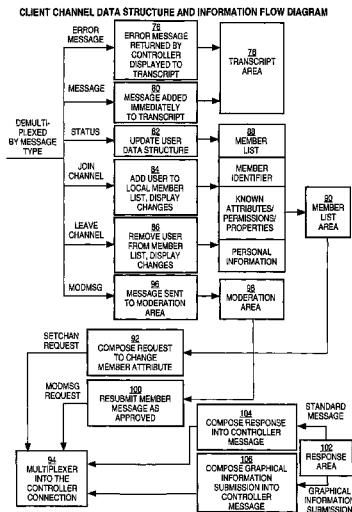 CLIENT CHANNEL DATA STRUCTURE AND INFORMATION FLOW DIAGRAM
ERROR
MESSAGE
76
ERROR MESSAGE
RETURNED BY
CONTROLLER
DISPLAYED TO
TRANSCRIPT
78
TRANSCRIPT
AREA
MESSAGE
80
MESSAGE ADDED
IMMEDIATELY
TO TRANSCRIPT
DEMULTI-
PLEXED
BY MESSAGE
TYPE
STATUS
82
UPDATE USER
DATA STRUCTURE
88
MEMBER
LIST
JOIN
CHANNEL
84
ADD USER TO
LOCAL MEMBER
LIST, DISPLAY
CHANGES
MEMBER
IDENTIFIER
KNOWN
ATTRIBUTES/
PERMISSIONS/
PROPERTIES
90
MEMBER
LIST AREA
LEAVE
CHANNEL
86
REMOVE USER
FROM MEMBER
LIST, DISPLAY
CHANGES
PERSONAL
INFORMATION
MODMSG
96
MESSAGE SENT
TO MODERATION
AREA
98
MODERATION
AREA
SETCHAN
REQUEST
92
COMPOSE REQUEST
TO CHANGE
MEMBER ATTRIBUTE
MODMSG
REQUEST
100
RESUBMIT MEMBER
MESSAGE AS
APPROVED
104
COMPOSE RESPONSE
INTO CONTROLLER
MESSAGE
STANDARD
MESSAGE
94
MULTIPLEXER
INTO THE
CONTROLLER
CONNECTION
106
COMPOSE GRAPHICAL
INFORMATION
SUBMISSION INTO
CONTROLLER
MESSAGE
102
RESPONSE
AREA
GRAPHICAL
INFORMATION
SUBMISSION